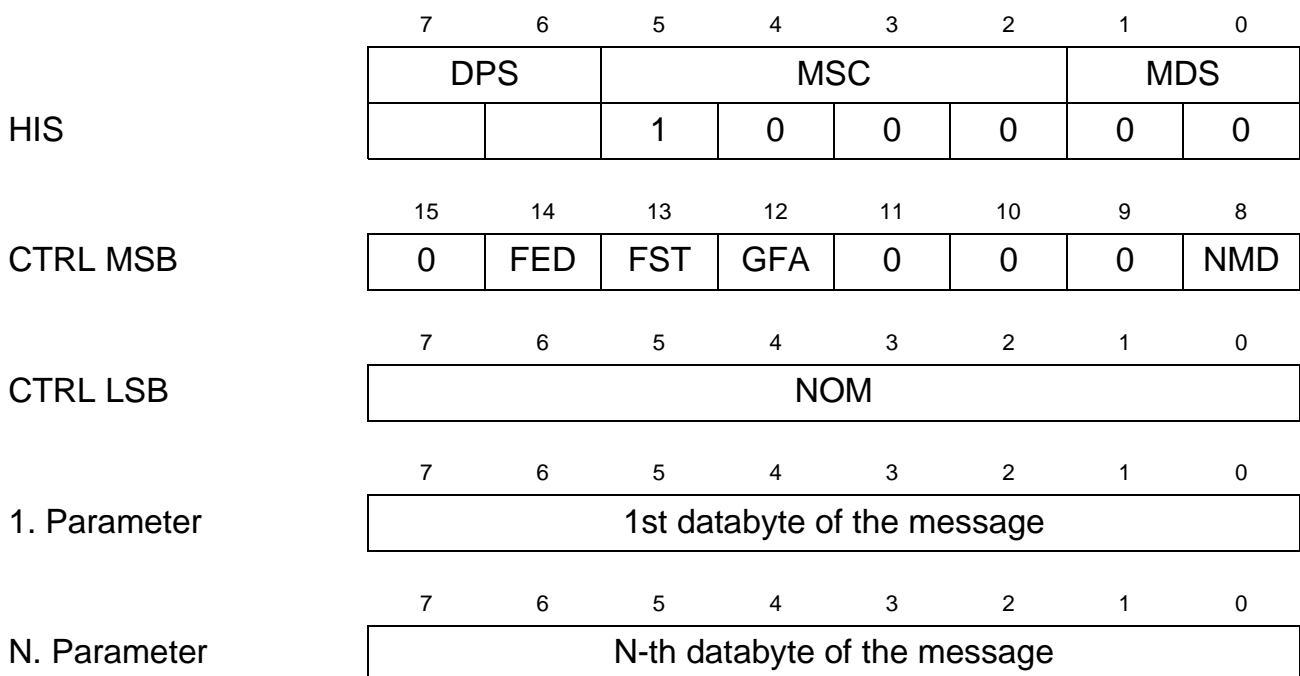 7 6 5 4 3 2 1 0
DPS MSC MDS
HIS 1 0 0 0 0 0
15 14 13 12 11 10 9 8
CTRL MSB 0 FED FST GFA 0 0 0 NMD
7 6 5 4 3 2 1 0
CTRL LSB NOM
7 6 5 4 3 2 1 0
1. Parameter 1st databyte of the message
7 6 5 4 3 2 1 0
N. Parameter N-th databyte of the message